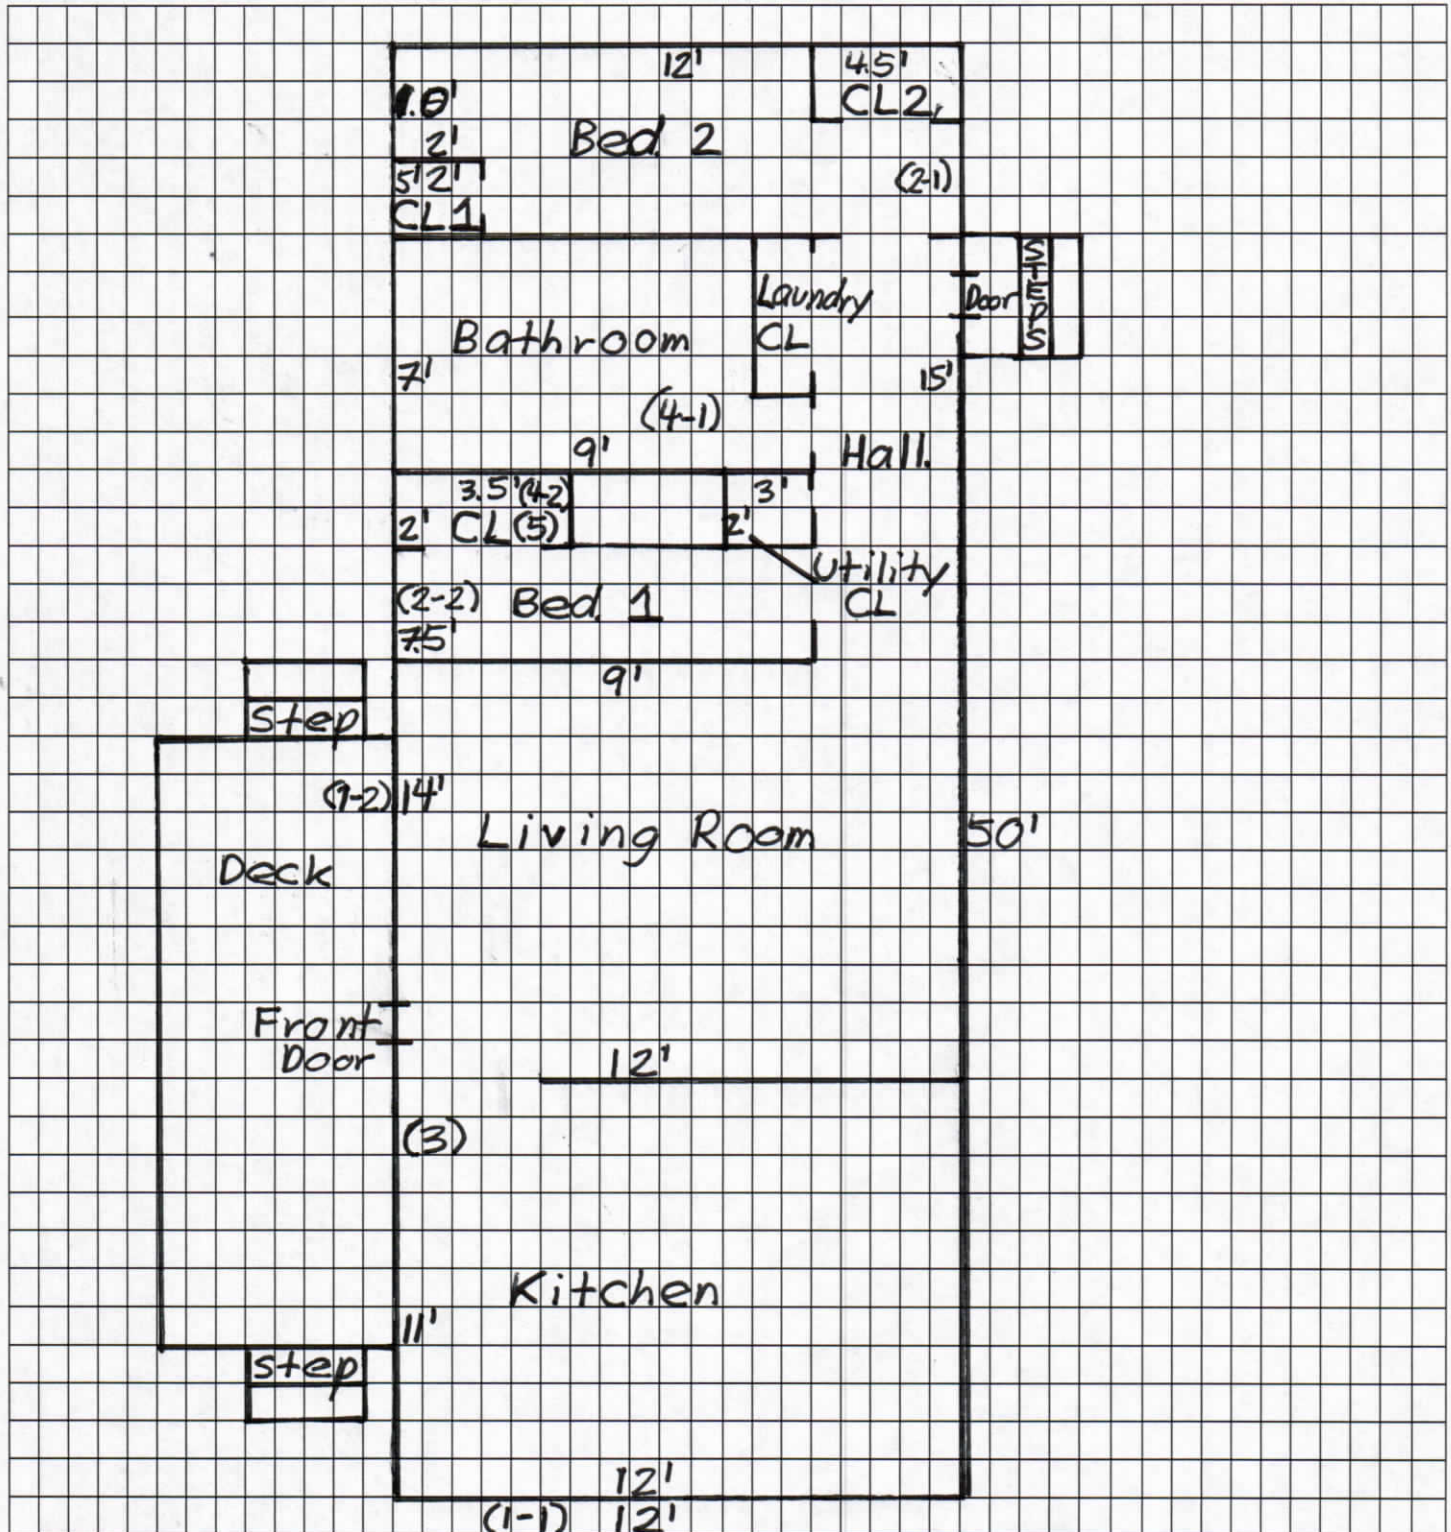 12'
4.5'
CL2
10'
2'
Bed. 2
5' 2'
CL1
(2-1)
Laundry
CL
Door
STEPS
Bathroom
7'
15'
(4-1)
9'
Hall.
3.5' (4-2)
3'
2'
CL (5)
2'
Utility
CL
(2-2)
Bed. 1
7.5'
9'
Step
(1-2)
14'
Living Room
50'
Deck
Front
Door
12'
(3)
Kitchen
11'
Step
12'
(1-1) 12'